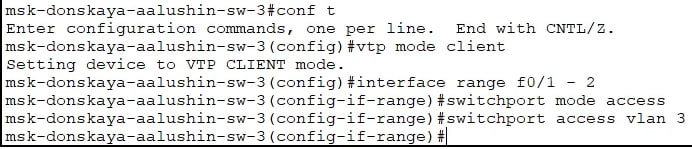 msk-donskaya-aalushin-sw-3#conf t
Enter configuration commands, one per line.  End with CNTL/Z.
msk-donskaya-aalushin-sw-3(config)#vtp mode client
Setting device to VTP CLIENT mode.
msk-donskaya-aalushin-sw-3(config)#interface range f0/1 - 2
msk-donskaya-aalushin-sw-3(config-if-range)#switchport mode access
msk-donskaya-aalushin-sw-3(config-if-range)#switchport access vlan 3
msk-donskaya-aalushin-sw-3(config-if-range)#